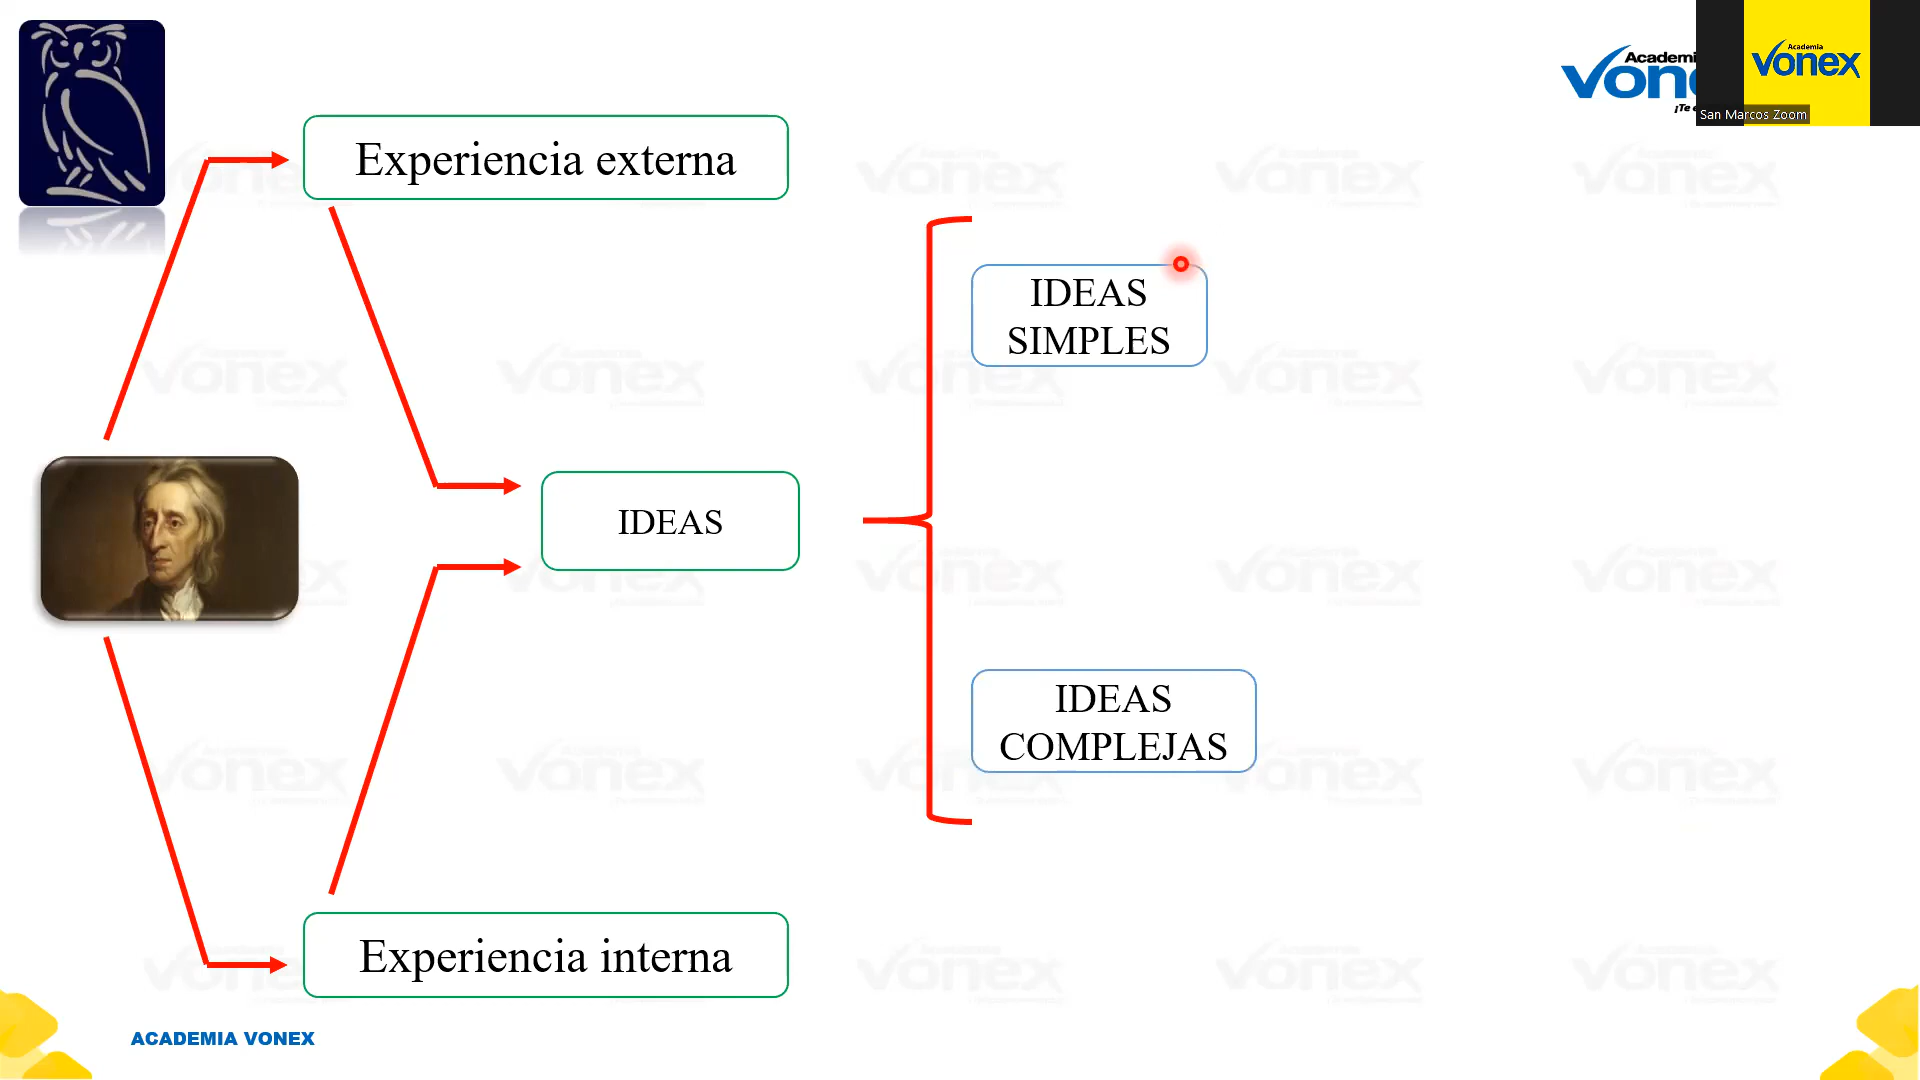 Academia
vonex
San Marcos Zoom
Experiencia externa
IDEAS
SIMPLES
IDEAS
IDEAS
COMPLEJAS
Experiencia interna
ACADEMIA VONEX